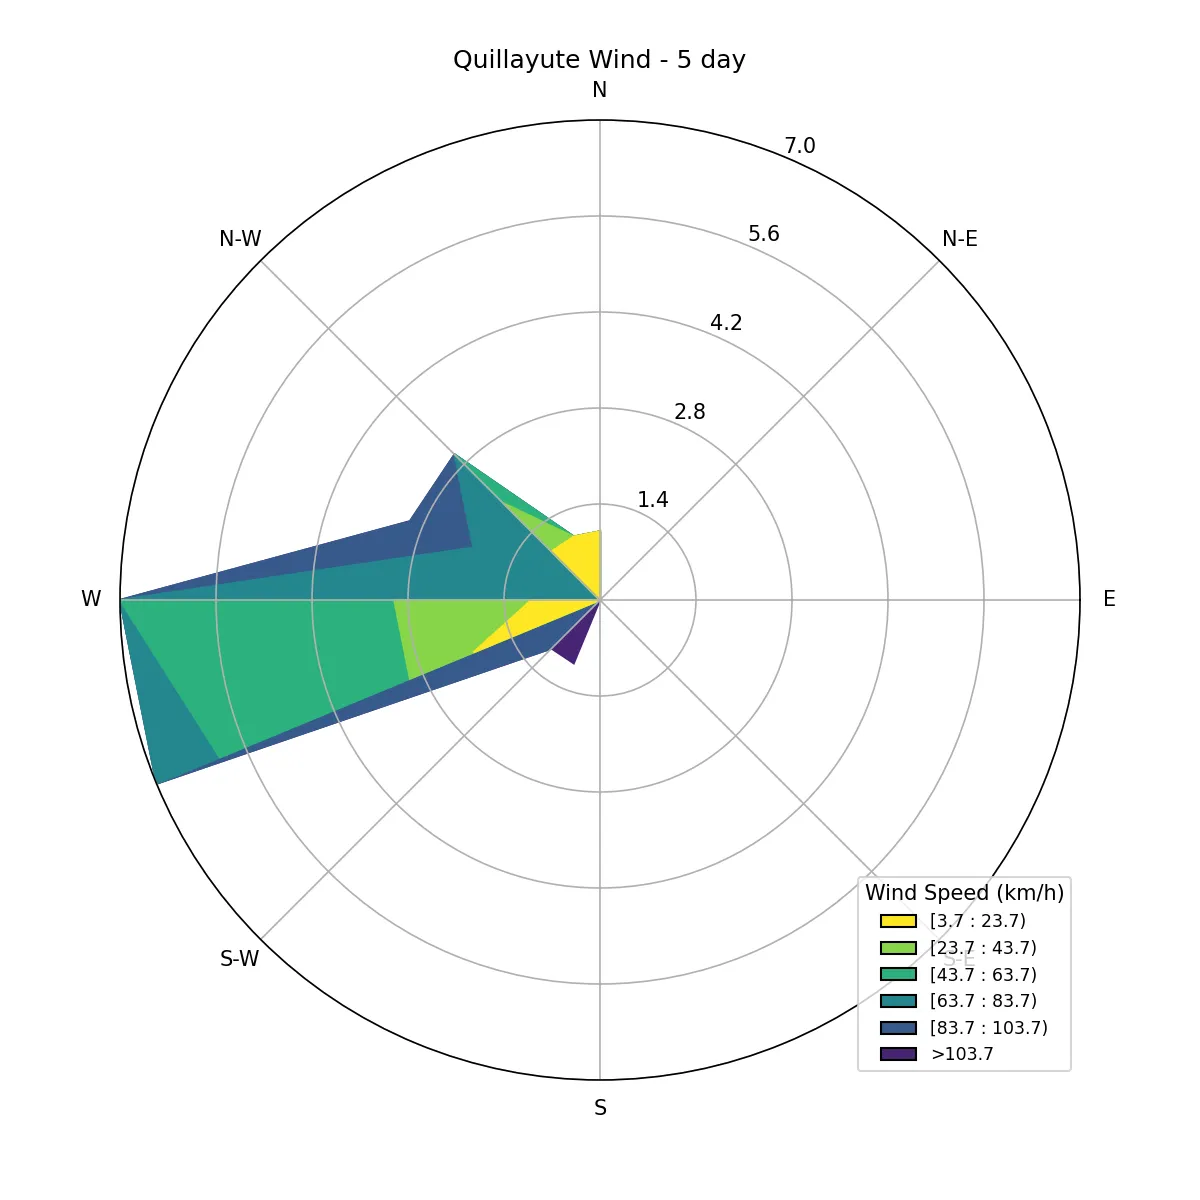 Quillayute Wind - 5 day
N
7.0
5.6
N-W
N-E
4.2
2.8
1.4
W
E
Wind Speed (km/h)
[3.7 : 23.7)
[23.7 : 43.7)
S-W
S-E
[43.7 : 63.7)
[63.7 : 83.7)
[83.7 : 103.7)
>103.7
S